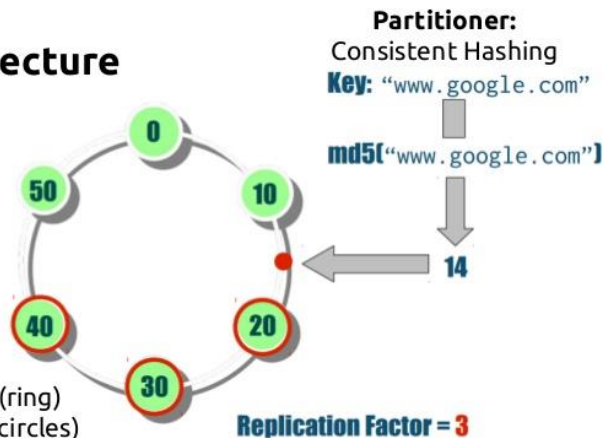 ecture
Partitioner:
Consistent Hashing
Key: “www.google.com”
md5(“www.google.com”)
14
0
10
20
30
40
50
(ring)
circles)
Replication Factor = 3